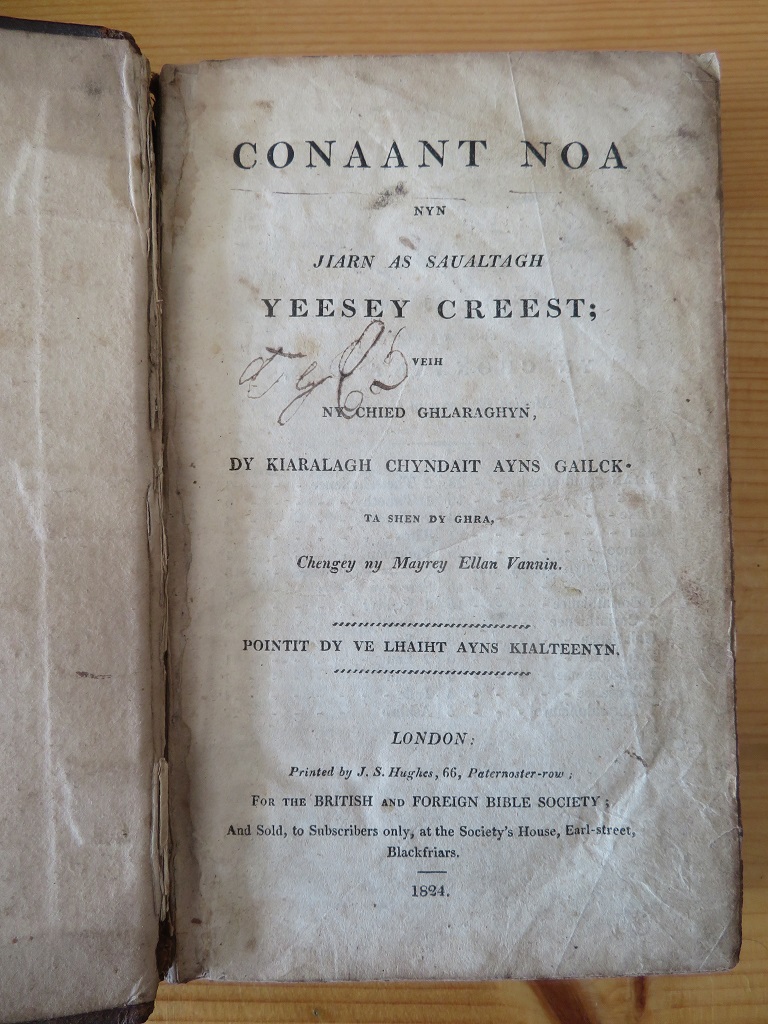 CONAANT NOA
NYN
JIARN AS SAUALTAGH
YEESEY CREEST;
VEIH
NY CHIED GHLARAGHYN,
DY KIARALAGH CHYNDAIT AYNS GAILCK.
TA SHEN DY GHRA,
Chengey ny Mayrey Ellan Vannin.
POINTIT DY VE LHAIHT AYNS KIALTEENYN.
LONDON:
Printed by J. S. Hughes, 66, Paternoster-row;
FOR THE BRITISH AND FOREIGN BIBLE SOCIETY;
And Sold, to Subscribers only, at the Society's House, Earl-street,
Blackfriars.
1824.